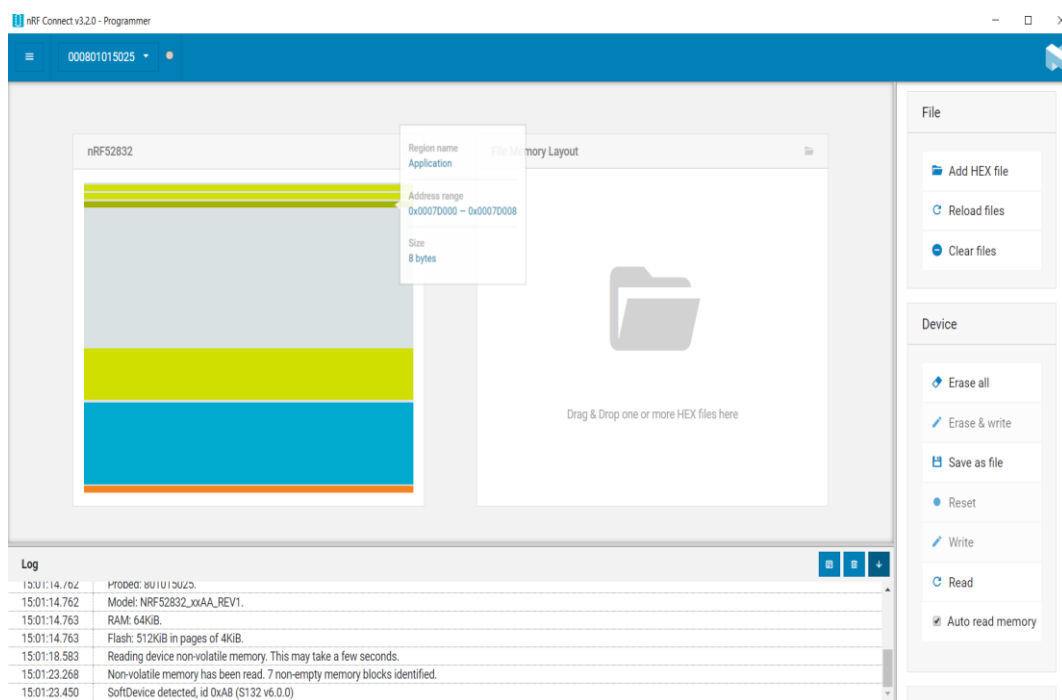 nRF Connect v3.2.0 - Programmer
000801015025
nRF52832
Region name
Application
Address range
0x0007D000 — 0x0007D008
Size
8 bytes
File Memory Layout
Drag & Drop one or more HEX files here
File
Add HEX file
Reload files
Clear files
Device
Erase all
Erase & write
Save as file
Reset
Write
Read
Auto read memory
Log
15:01:14.762 Probed: 801015025.
15:01:14.762 Model: NRF52832_xxAA_REV1.
15:01:14.763 RAM: 64KiB.
15:01:14.763 Flash: 512KiB in pages of 4KiB.
15:01:18.583 Reading device non-volatile memory. This may take a few seconds.
15:01:23.268 Non-volatile memory has been read. 7 non-empty memory blocks identified.
15:01:23.450 SoftDevice detected, id 0xA8 (S132 v6.0.0)